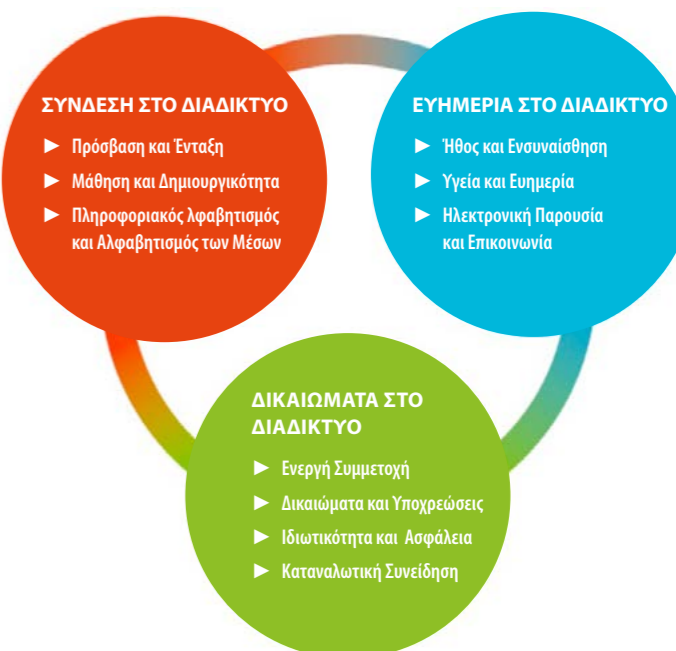 ΣΥΝΔΕΣΗ ΣΤΟ ΔΙΑΔΙΚΤΥΟ
► Πρόσβαση και Ένταξη
► Μάθηση και Δημιουργικότητα
► Πληροφοριακός λφαβητισμός
και Αλφαβητισμός των Μέσων
ΕΥΗΜΕΡΙΑ ΣΤΟ ΔΙΑΔΙΚΤΥΟ
► Ήθος και Ενσυναίσθηση
► Υγεία και Ευημερία
► Ηλεκτρονική Παρουσία
και Επικοινωνία
ΔΙΚΑΙΩΜΑΤΑ ΣΤΟ
ΔΙΑΔΙΚΤΥΟ
► Ενεργή Συμμετοχή
► Δικαιώματα και Υποχρεώσεις
► Ιδιωτικότητα και Ασφάλεια
► Καταναλωτική Συνείδηση